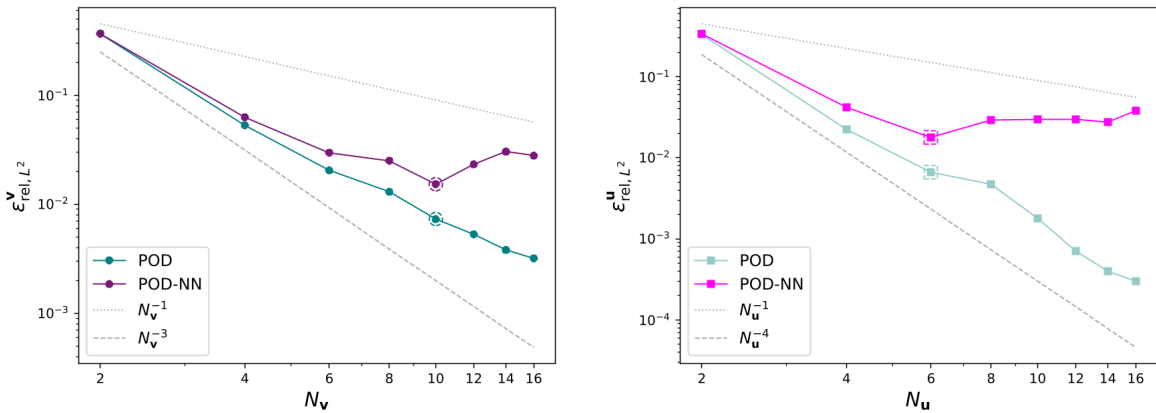 10⁻¹
10⁻²
10⁻³
ε^v_rel, L²
POD
POD-NN
N_v⁻¹
N_v⁻³
2 4 6 8 10 12 14 16
N_v
10⁻¹
10⁻²
10⁻³
10⁻⁴
ε^u_rel, L²
POD
POD-NN
N_u⁻¹
N_u⁻⁴
2 4 6 8 10 12 14 16
N_u